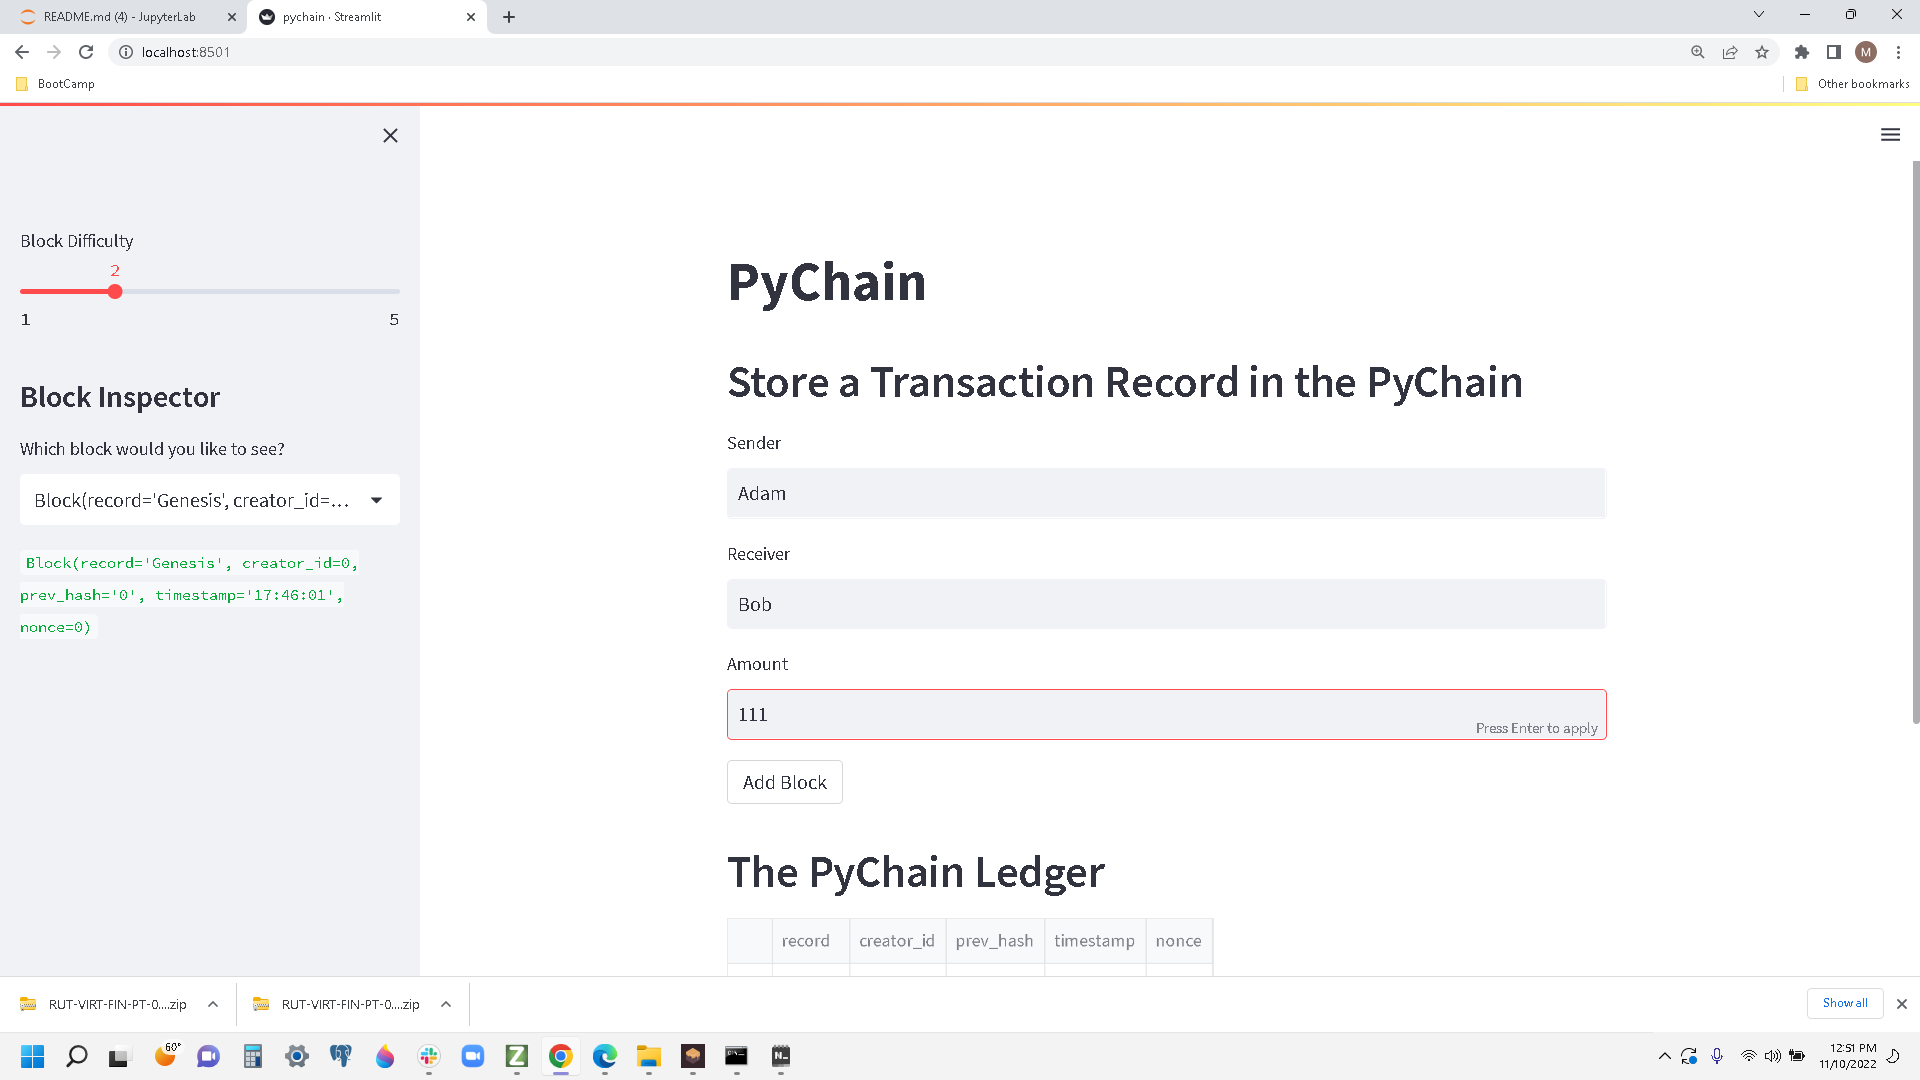 README.md (4) - JupyterLab
pychain · Streamlit
localhost:8501
M
BootCamp
Other bookmarks
Block Difficulty
2
1 5
Block Inspector
Which block would you like to see?
Block(record='Genesis', creator_id=...
Block(record='Genesis', creator_id=0,
prev_hash='0', timestamp='17:46:01',
nonce=0)
PyChain
Store a Transaction Record in the PyChain
Sender
Adam
Receiver
Bob
Amount
111
Press Enter to apply
Add Block
The PyChain Ledger
record creator_id prev_hash timestamp nonce
RUT-VIRT-FIN-PT-0....zip
RUT-VIRT-FIN-PT-0....zip
Show all
60°
Z
N
12:51 PM
11/10/2022